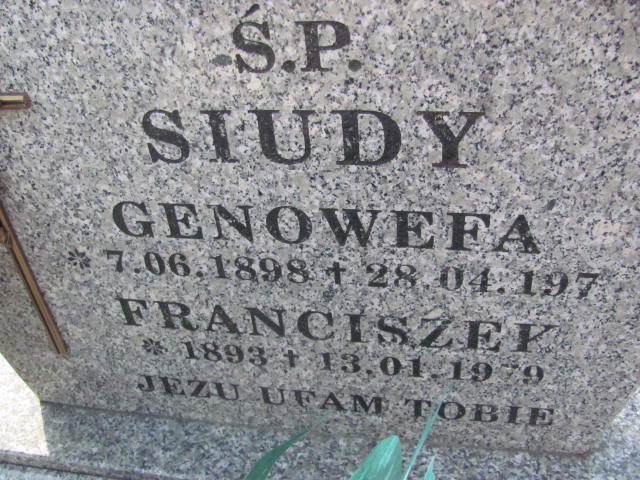 Ś.P.
SIUDY
GENOWEFA
* 7.06.1898 † 28.04.197
FRANCISZEK
* 1893 † 13.01.1979
JEZU UFAM TOBIE